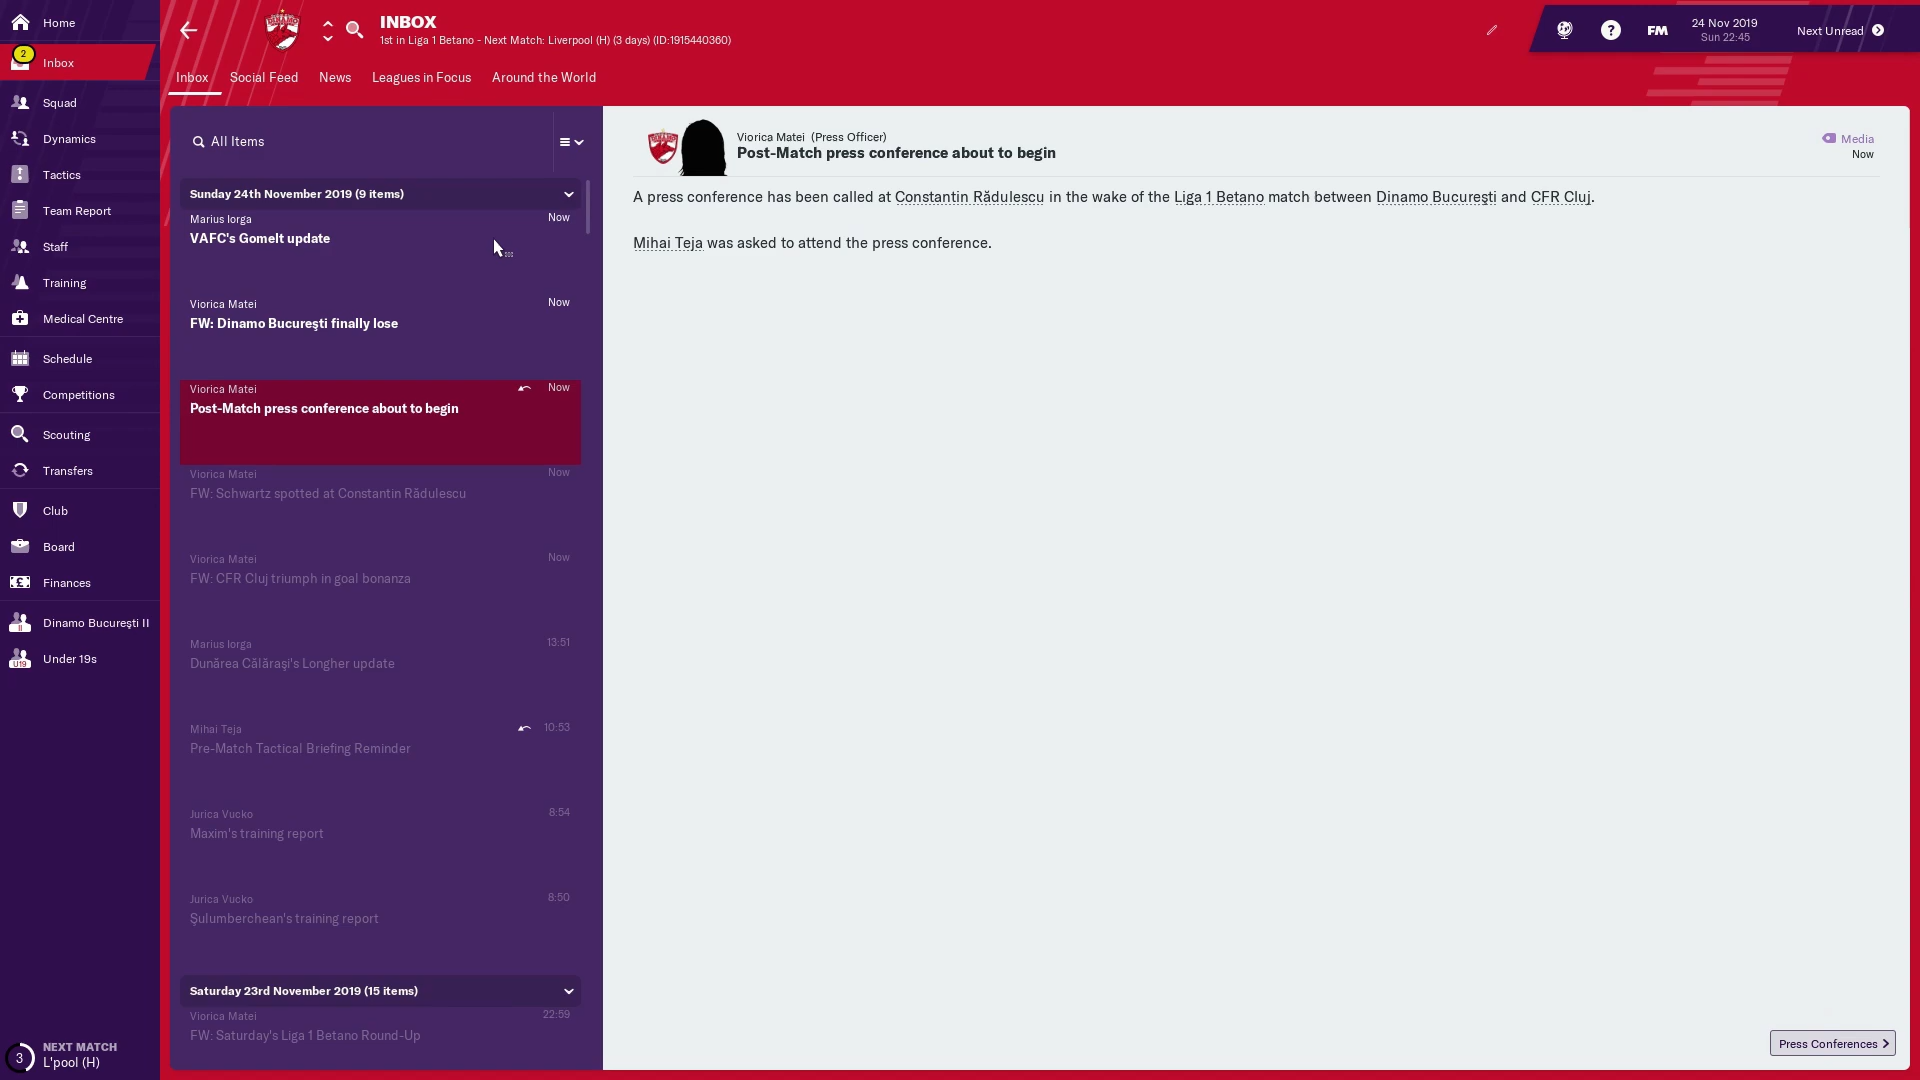 Home
2
Inbox
Squad
Dynamics
Tactics
Team Report
Staff
Training
Medical Centre
Schedule
Competitions
Scouting
Transfers
Club
Board
Finances
Dinamo Bucureşti II
Under 19s
3
NEXT MATCH
L'pool (H)
INBOX
1st in Liga 1 Betano - Next Match: Liverpool (H) (3 days) (ID:1915440360)
FM
24 Nov 2019
Sun 22:45
Next Unread
Inbox
Social Feed
News
Leagues in Focus
Around the World
All Items
Sunday 24th November 2019 (9 items)
Marius Iorga
Now
VAFC's Gomelt update
Viorica Matei
Now
FW: Dinamo Bucureşti finally lose
Viorica Matei
Now
Post-Match press conference about to begin
Viorica Matei
Now
FW: Schwartz spotted at Constantin Rădulescu
Viorica Matei
Now
FW: CFR Cluj triumph in goal bonanza
Marius Iorga
13:51
Dunărea Călăraşi's Longher update
Mihai Teja
10:53
Pre-Match Tactical Briefing Reminder
Jurica Vucko
8:54
Maxim's training report
Jurica Vucko
8:50
Şulumberchean's training report
Saturday 23rd November 2019 (15 items)
Viorica Matei
22:59
FW: Saturday's Liga 1 Betano Round-Up
Viorica Matei (Press Officer)
Post-Match press conference about to begin
Media
Now
A press conference has been called at Constantin Rădulescu in the wake of the Liga 1 Betano match between Dinamo Bucureşti and CFR Cluj.
Mihai Teja was asked to attend the press conference.
Press Conferences